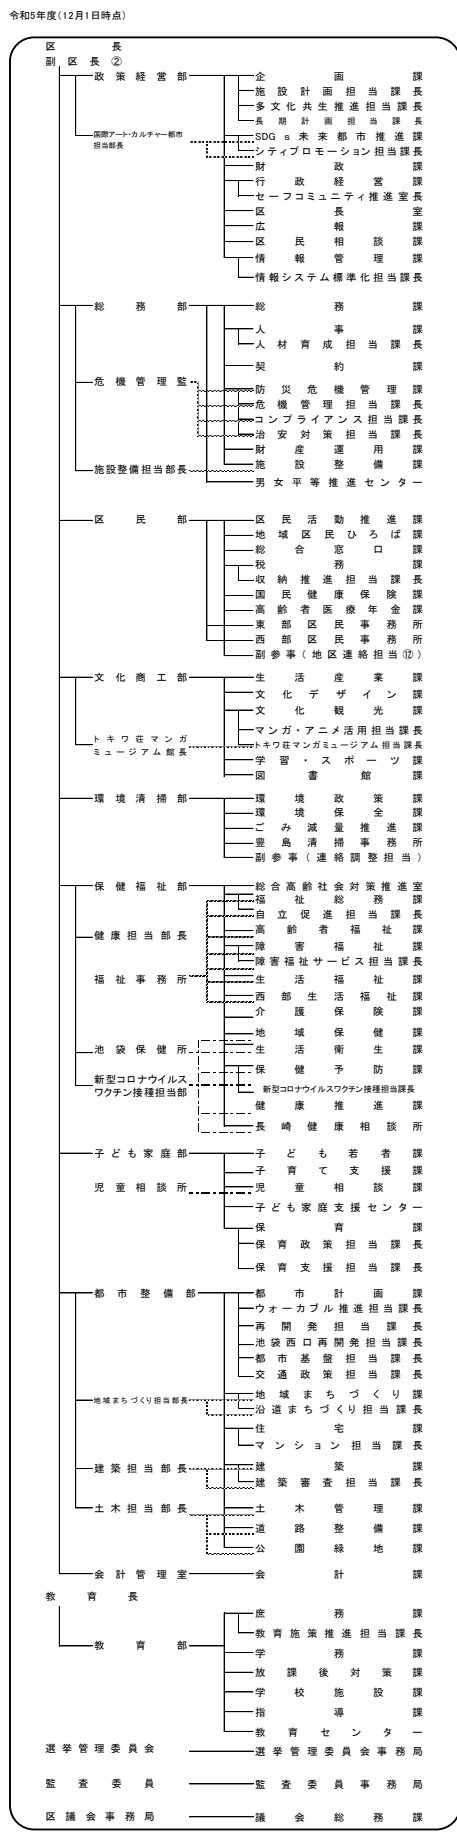 令和5年度(12月1日時点)
区長
副区長②
政策経営部 企画課
施設計画担当課長
多文化共生推進担当課長
長期計画担当課長
国際アート・カルチャー都市担当部長 SDGs未来都市推進課
シティプロモーション担当課長
財政課
行政経営課
セーフコミュニティ推進室長
区長室
広報課
区民相談課
情報管理課
情報システム標準化担当課長
総務部 総務課
人事課
人材育成担当課長
契約課
危機管理監 防災危機管理課
危機管理担当課長
コンプライアンス担当課長
治安対策担当課長
財産運用課
施設整備担当部長 施設整備課
男女平等推進センター
区民部 区民活動推進課
地域区民ひろば課
総合窓口課
税務課
収納推進担当課長
国民健康保険課
高齢者医療年金課
東部区民事務所
西部区民事務所
副参事(地区連絡担当⑫)
文化商工部 生活産業課
文化デザイン課
文化観光課
マンガ・アニメ活用担当課長
トキワ荘マンガミュージアム館長 トキワ荘マンガミュージアム担当課長
学習・スポーツ課
図書館課
環境清掃部 環境政策課
環境保全課
ごみ減量推進課
豊島清掃事務所
副参事(連絡調整担当)
保健福祉部 総合高齢社会対策推進室
福祉総務課
自立促進担当課長
健康担当部長 高齢者福祉課
障害福祉課
障害福祉サービス担当課長
福祉事務所 生活福祉課
西部生活福祉課
介護保険課
地域保健課
池袋保健所 生活衛生課
保健予防課
新型コロナウイルスワクチン接種担当部 新型コロナウイルスワクチン接種担当課長
健康推進課
長崎健康相談所
子ども家庭部 子ども若者課
子育て支援課
児童相談所 児童相談課
子ども家庭支援センター
保育課
保育政策担当課長
保育支援担当課長
都市整備部 都市計画課
ウォーカブル推進担当課長
再開発担当課長
池袋西口再開発担当課長
都市基盤担当課長
交通政策担当課長
地域まちづくり担当部長 地域まちづくり課
沿道まちづくり担当課長
住宅課
マンション担当課長
建築担当部長 建築課
建築審査担当課長
土木担当部長 土木管理課
道路整備課
公園緑地課
会計管理室 会計課
教育長
庶務課
教育施策推進担当課長
教育部 学務課
放課後対策課
学校施設課
指導課
教育センター
選挙管理委員会 選挙管理委員会事務局
監査委員 監査委員事務局
区議会事務局 議会総務課